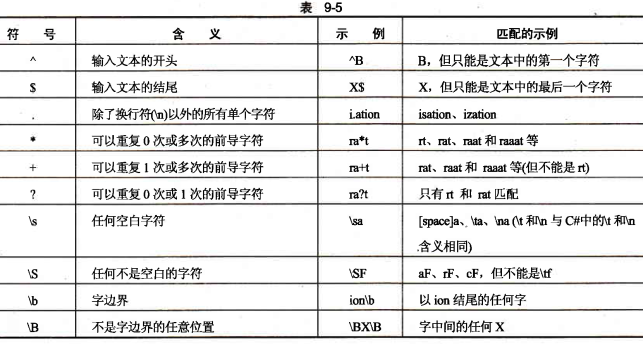 表 9-5
符 号 含 义 示 例 匹配的示例
^ 输入文本的开头 ^B B，但只能是文本中的第一个字符
$ 输入文本的结尾 X$ X，但只能是文本中的最后一个字符
. 除了换行符(\n)以外的所有单个字符 i.ation isation、ization
* 可以重复 0 次或多次的前导字符 ra*t rt、rat、raat 和 raaat 等
+ 可以重复 1 次或多次的前导字符 ra+t rat、raat 和 raaat 等(但不能是 rt)
? 可以重复 0 次或 1 次的前导字符 ra?t 只有 rt 和 rat 匹配
\s 任何空白字符 \sa [space]a、\ta、\na (\t 和\n 与 C#中的\t 和\n
含义相同)
\S 任何不是空白的字符 \SF aF、rF、cF，但不能是\tf
\b 字边界 ion\b 以 ion 结尾的任何字
\B 不是字边界的任意位置 \BX\B 字中间的任何 X